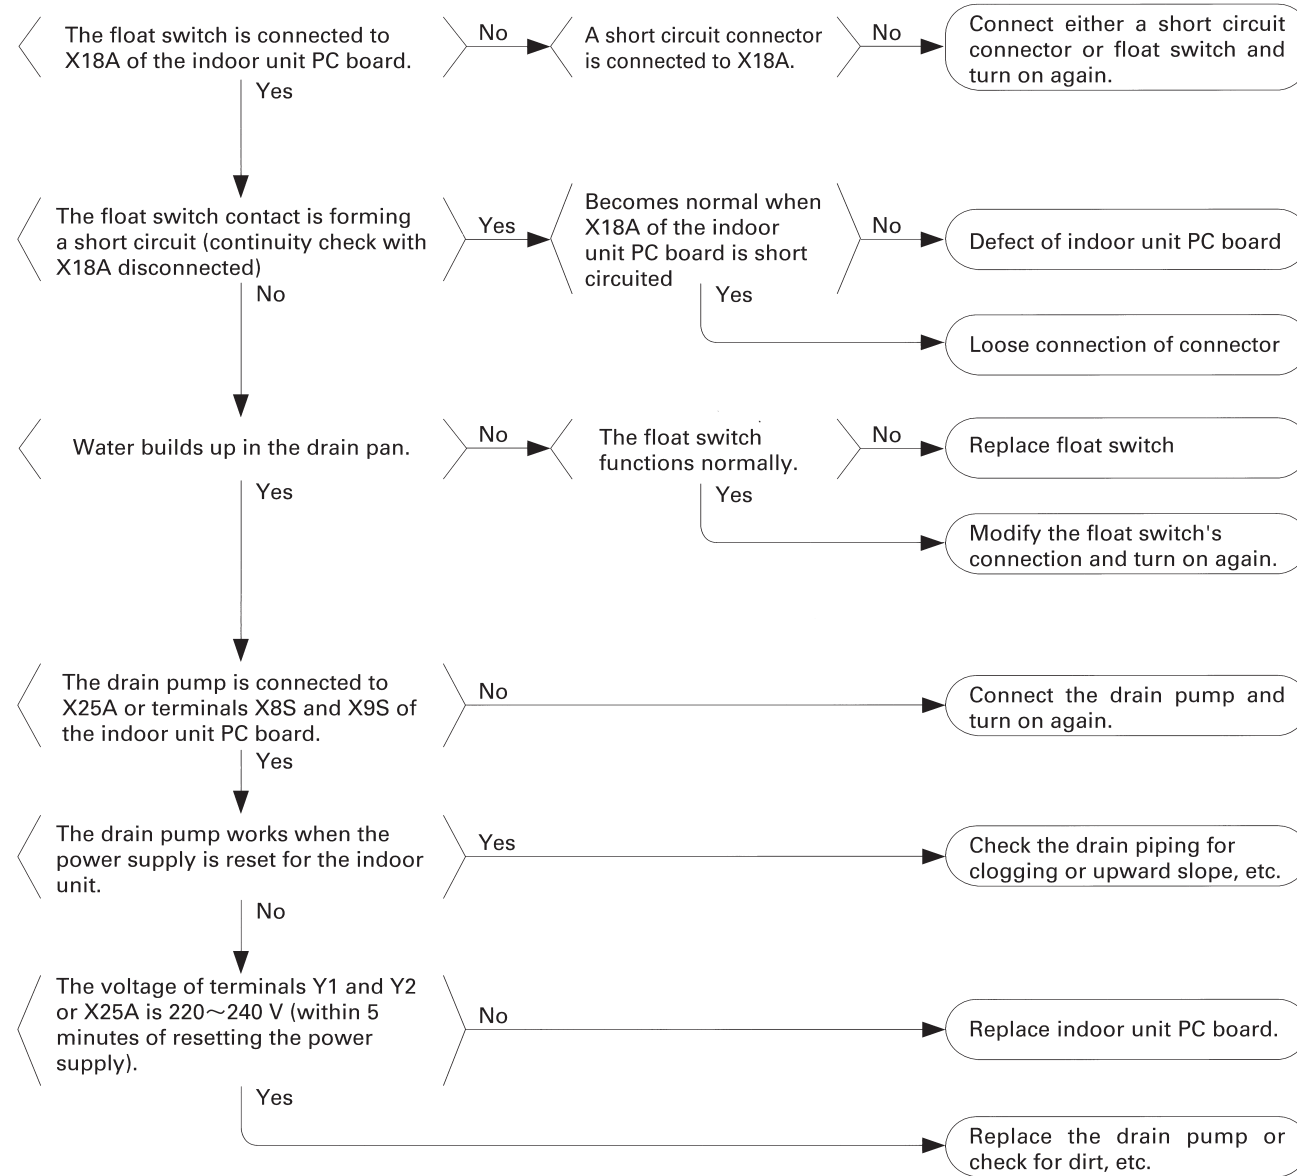 The float switch is connected to
X18A of the indoor unit PC board.
No
A short circuit connector
is connected to X18A.
No
Connect either a short circuit
connector or float switch and
turn on again.
Yes
The float switch contact is forming
a short circuit (continuity check with
X18A disconnected)
Yes
Becomes normal when
X18A of the indoor
unit PC board is short
circuited
No
Defect of indoor unit PC board
No
Yes
Loose connection of connector
Water builds up in the drain pan.
No
The float switch
functions normally.
No
Replace float switch
Yes
Yes
Modify the float switch's
connection and turn on again.
The drain pump is connected to
X25A or terminals X8S and X9S of
the indoor unit PC board.
No
Connect the drain pump and
turn on again.
Yes
The drain pump works when the
power supply is reset for the indoor
unit.
Yes
Check the drain piping for
clogging or upward slope, etc.
No
The voltage of terminals Y1 and Y2
or X25A is 220～240 V (within 5
minutes of resetting the power
supply).
No
Replace indoor unit PC board.
Yes
Replace the drain pump or
check for dirt, etc.